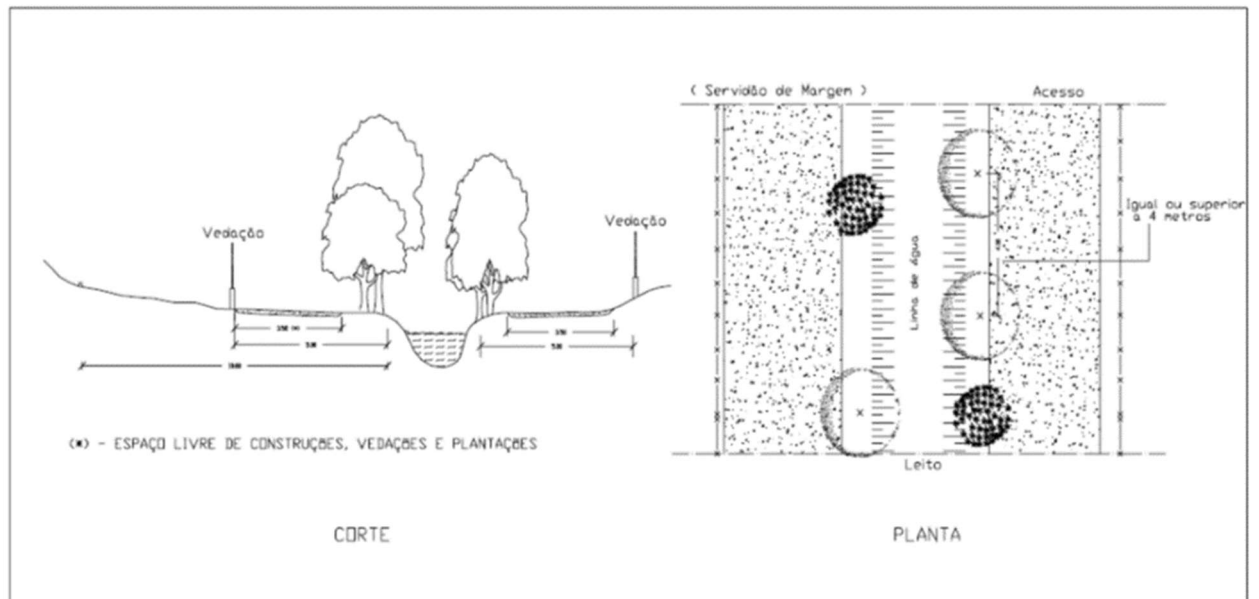 ( Servidão de Margem )
Acesso
Vedação
Vedação
Igual ou superior
a 4 metros
Linha de água
(*) - ESPAÇO LIVRE DE CONSTRUÇÕES, VEDAÇÕES E PLANTAÇÕES
Leito
CORTE
PLANTA